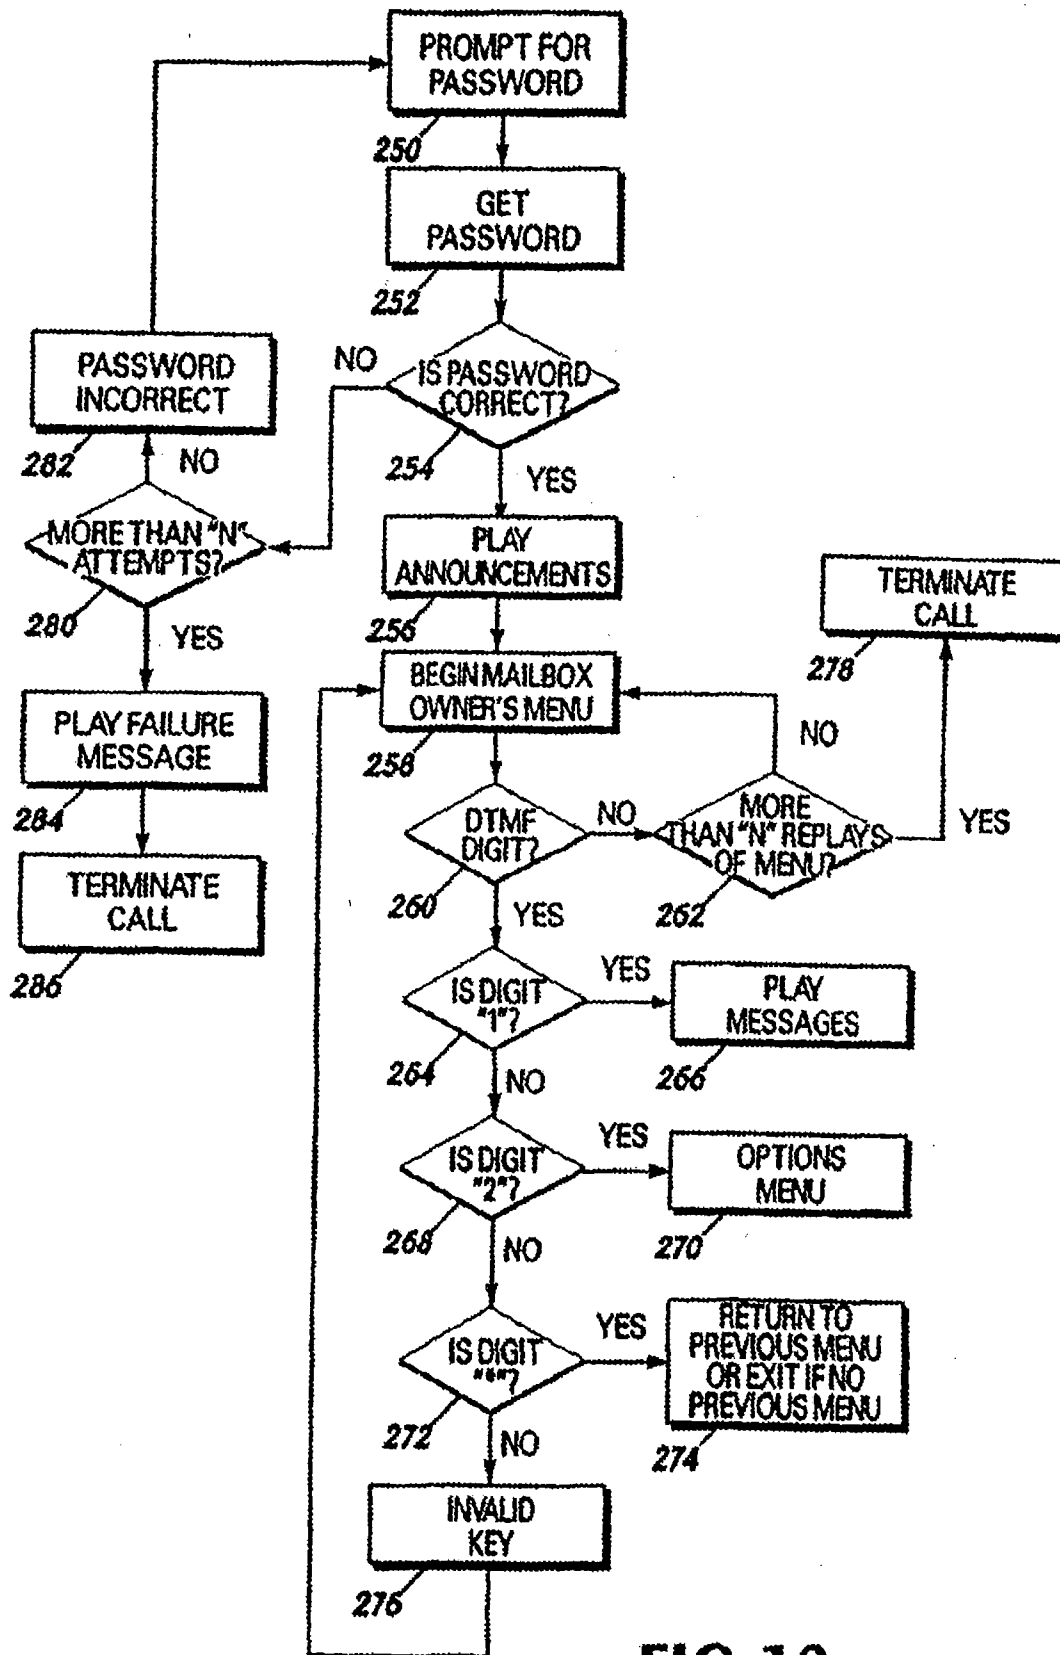 PROMPT FOR
PASSWORD
250
GET
PASSWORD
252
PASSWORD
INCORRECT
282
NO
IS PASSWORD
CORRECT?
254
NO
YES
MORE THAN "N"
ATTEMPTS?
280
YES
PLAY
ANNOUNCEMENTS
256
TERMINATE
CALL
278
BEGIN MAILBOX
OWNER'S MENU
258
NO
PLAY FAILURE
MESSAGE
284
DTMF
DIGIT?
260
NO
MORE
THAN "N" REPLAYS
OF MENU?
262
YES
TERMINATE
CALL
286
YES
IS DIGIT
"1"?
264
YES
PLAY
MESSAGES
266
NO
IS DIGIT
"2"?
268
YES
OPTIONS
MENU
270
NO
IS DIGIT
"*"?
272
YES
RETURN TO
PREVIOUS MENU
OR EXIT IF NO
PREVIOUS MENU
274
NO
INVALID
KEY
276